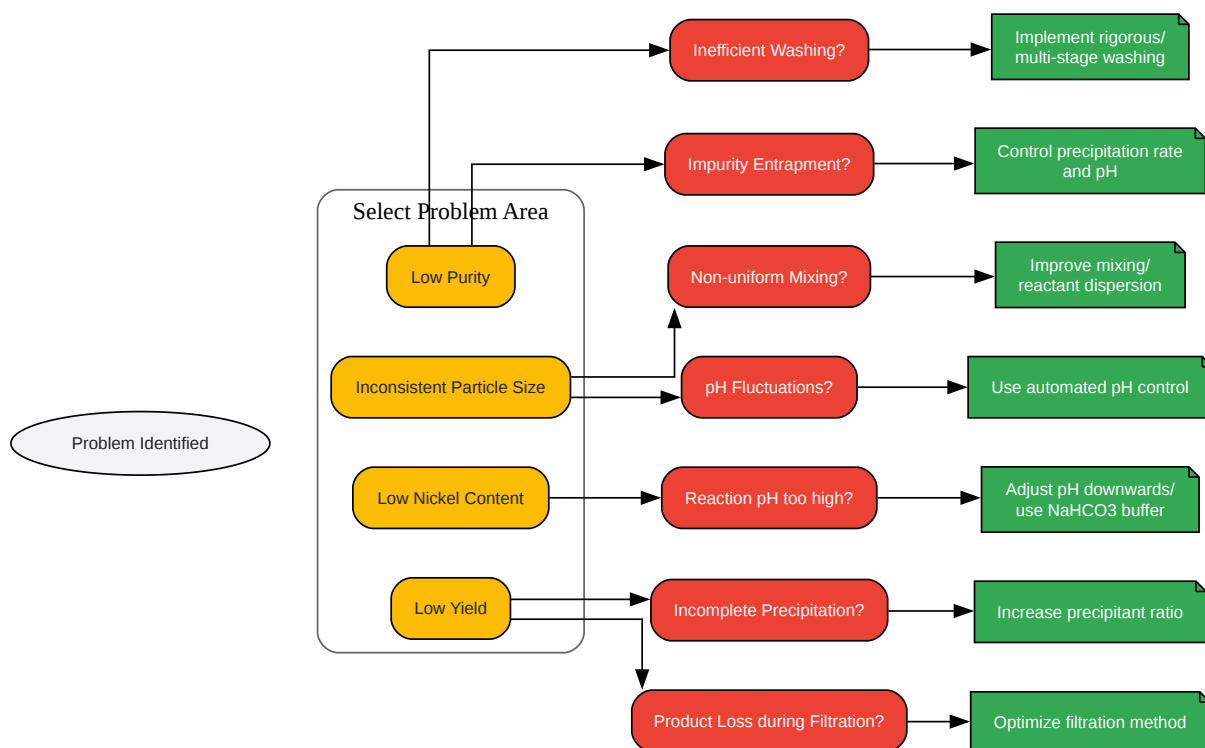 Inefficient Washing?
Implement rigorous/
multi-stage washing
Impurity Entrapment?
Control precipitation rate
and pH
Select Problem Area
Low Purity
Non-uniform Mixing?
Improve mixing/
reactant dispersion
Inconsistent Particle Size
pH Fluctuations?
Use automated pH control
Problem Identified
Low Nickel Content
Reaction pH too high?
Adjust pH downwards/
use NaHCO3 buffer
Low Yield
Incomplete Precipitation?
Increase precipitant ratio
Product Loss during Filtration?
Optimize filtration method